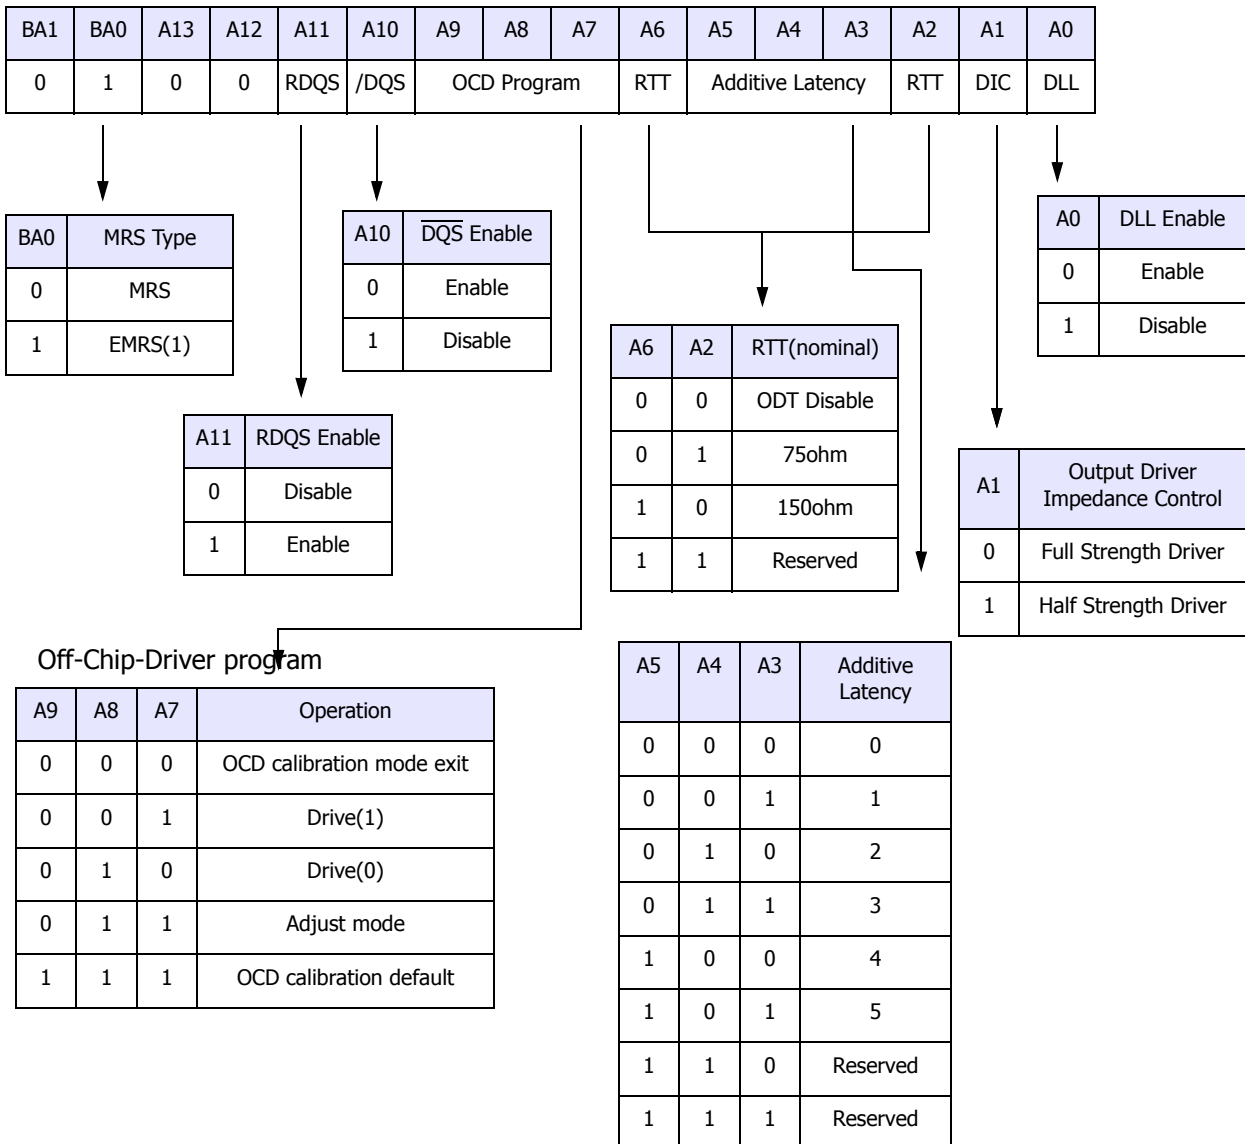 BA1 BA0 A13 A12 A11 A10 A9 A8 A7 A6 A5 A4 A3 A2 A1 A0
0 1 0 0 RDQS /DQS OCD Program RTT Additive Latency RTT DIC DLL
BA0 MRS Type
0 MRS
1 EMRS(1)
A10 DQS Enable
0 Enable
1 Disable
A0 DLL Enable
0 Enable
1 Disable
A6 A2 RTT(nominal)
0 0 ODT Disable
0 1 75ohm
1 0 150ohm
1 1 Reserved
A11 RDQS Enable
0 Disable
1 Enable
A1 Output Driver
Impedance Control
0 Full Strength Driver
1 Half Strength Driver
Off-Chip-Driver program
A9 A8 A7 Operation
0 0 0 OCD calibration mode exit
0 0 1 Drive(1)
0 1 0 Drive(0)
0 1 1 Adjust mode
1 1 1 OCD calibration default
A5 A4 A3 Additive
Latency
0 0 0 0
0 0 1 1
0 1 0 2
0 1 1 3
1 0 0 4
1 0 1 5
1 1 0 Reserved
1 1 1 Reserved